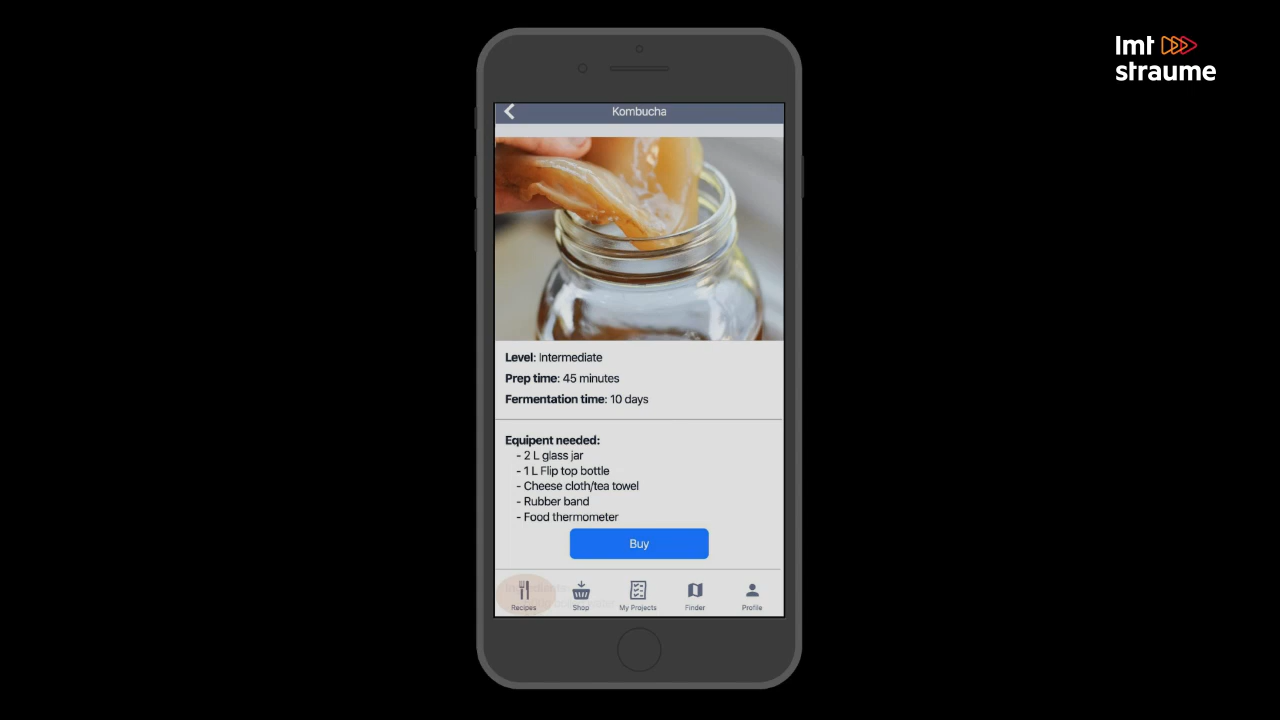 lmt
straume
Kombucha
Level: Intermediate
Prep time: 45 minutes
Fermentation time: 10 days
Equipent needed:
- 2 L glass jar
- 1 L Flip top bottle
- Cheese cloth/tea towel
- Rubber band
- Food thermometer
Buy
Recipes Shop My Projects Finder Profile